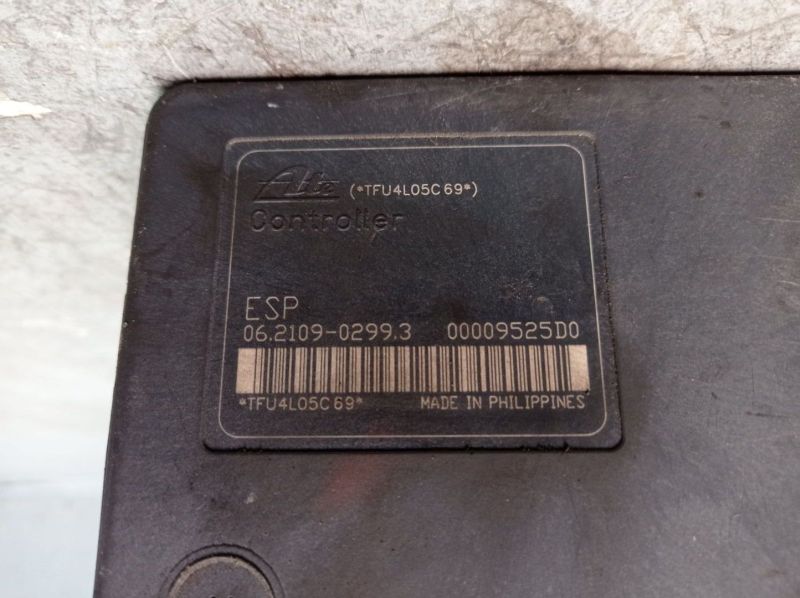 Ate (*TFU4L05C69*)
Controller
ESP
06.2109-0299.3 00009525D0
*TFU4L05C69* MADE IN PHILIPPINES